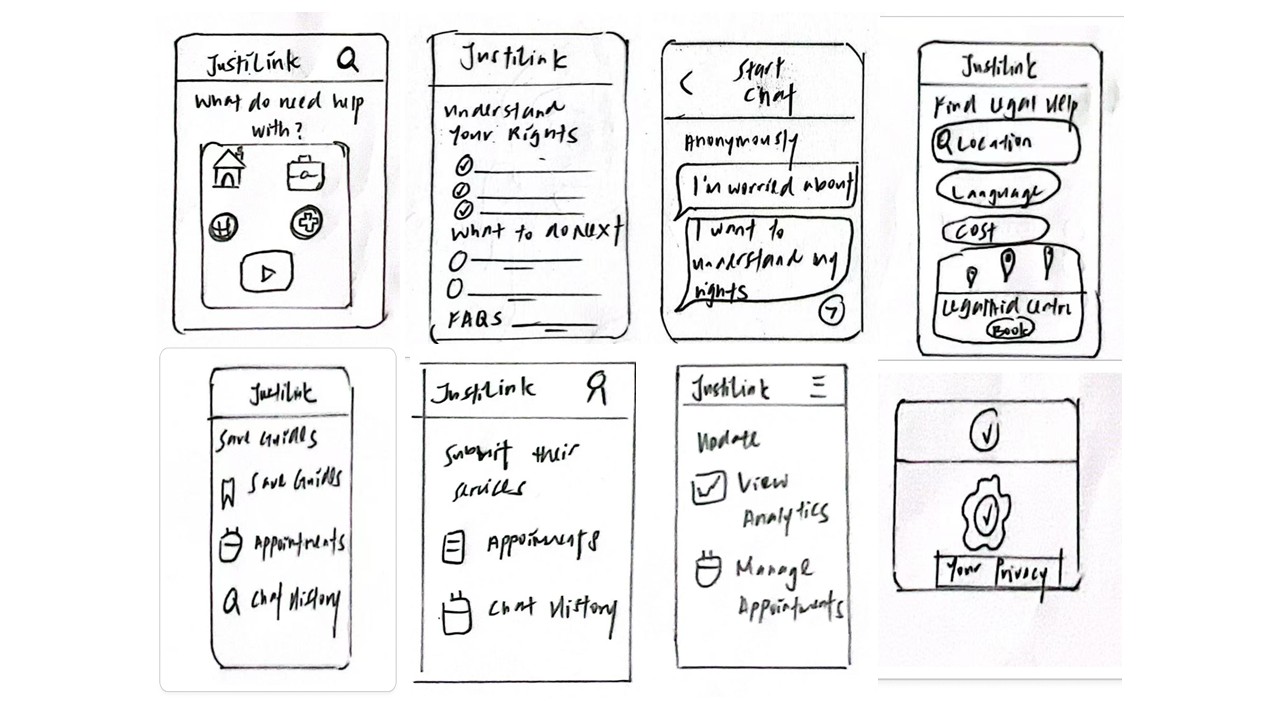 JustiLink
What do need help
with?
JustiLink
Understand
Your Rights
What to do next
FAQS
Start
Chat
Anonymously
I'm worried about
I want to
understand my
rights
JustiLink
Find Legal Help
Location
Language
Cost
Legal Aid Centre
Book
JustiLink
Save Guides
Save Guides
Appointments
Chat History
JustiLink
Submit their
services
Appoiments
Chat History
JustiLink
Update
View
Analytics
Manage
Appointments
Your Privacy